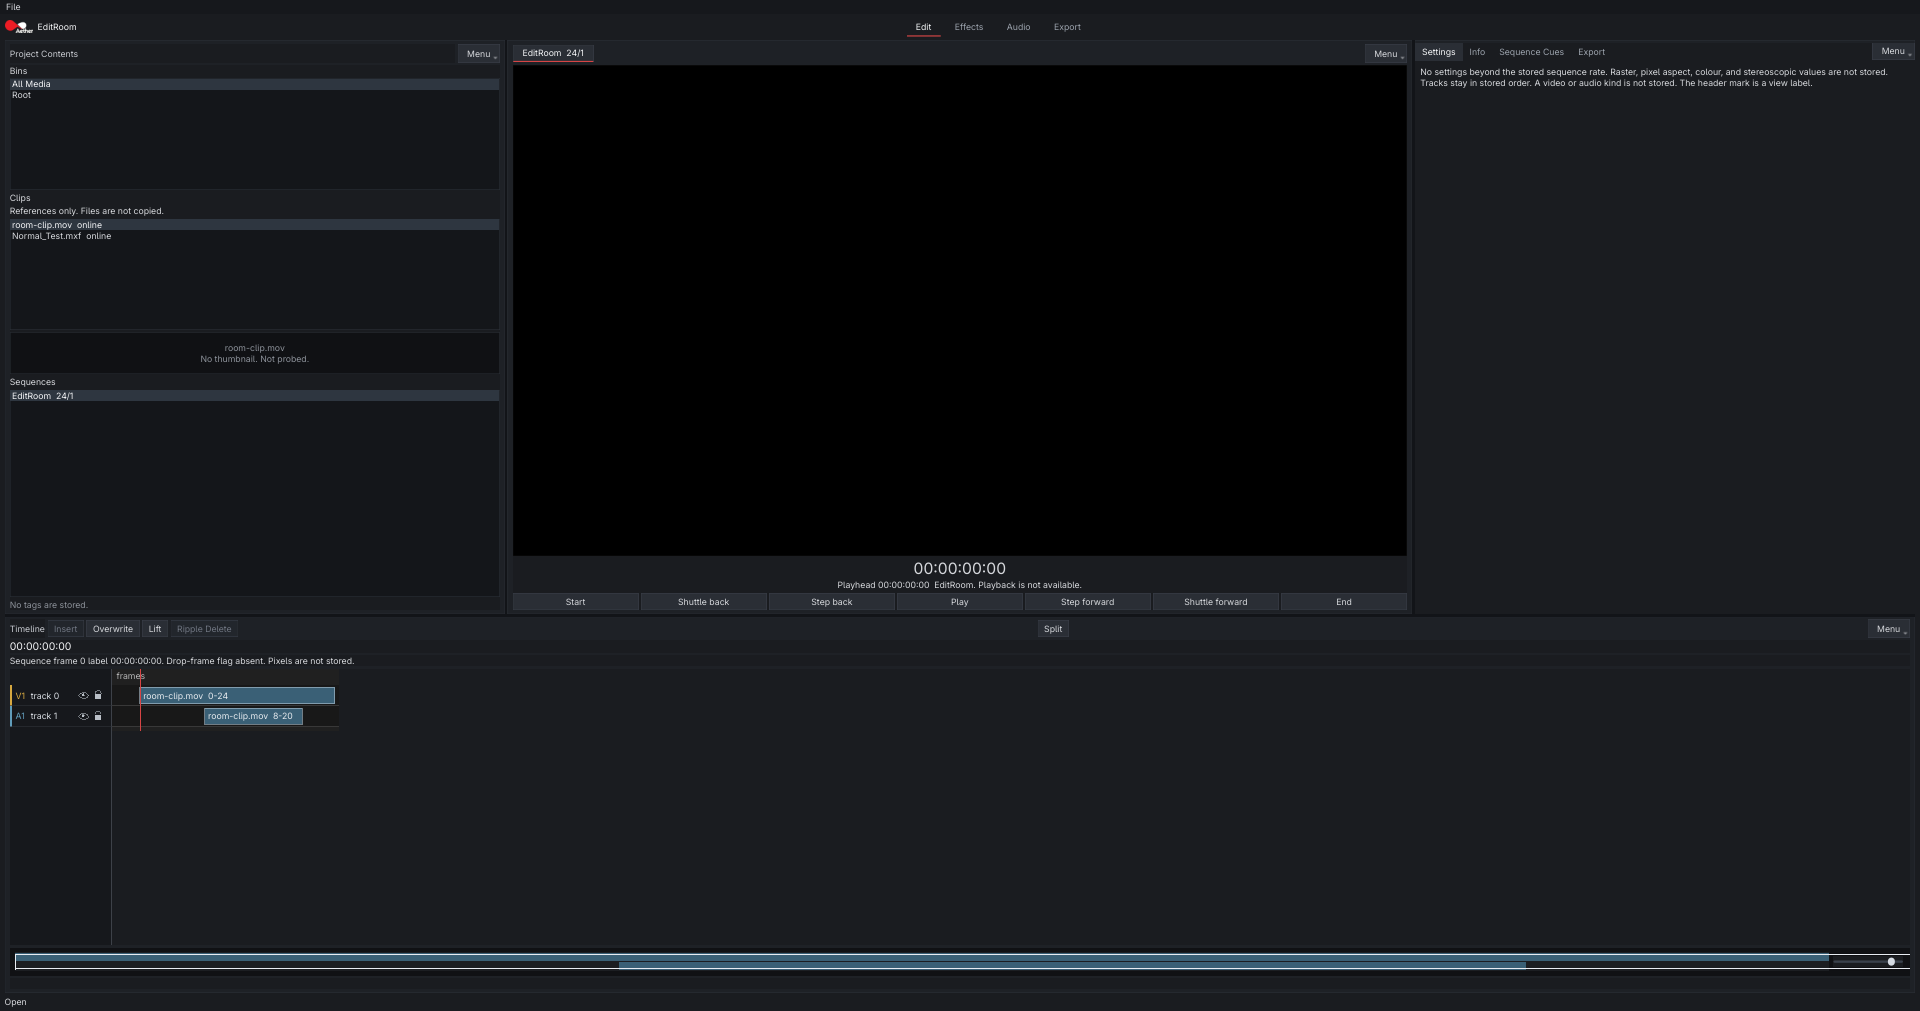 File
Aether EditRoom
Edit Effects Audio Export
Project Contents Menu
Bins
All Media
Root
Clips
References only. Files are not copied.
room-clip.mov online
Normal_Test.mxf online
room-clip.mov
No thumbnail. Not probed.
Sequences
EditRoom 24/1
No tags are stored.
EditRoom 24/1 Menu
00:00:00:00
Playhead 00:00:00:00 EditRoom. Playback is not available.
Start Shuttle back Step back Play Step forward Shuttle forward End
Settings Info Sequence Cues Export Menu
No settings beyond the stored sequence rate. Raster, pixel aspect, colour, and stereoscopic values are not stored.
Tracks stay in stored order. A video or audio kind is not stored. The header mark is a view label.
Timeline Insert Overwrite Lift Ripple Delete Split Menu
00:00:00:00
Sequence frame 0 label 00:00:00:00. Drop-frame flag absent. Pixels are not stored.
frames
V1 track 0 room-clip.mov 0-24
A1 track 1 room-clip.mov 8-20
Open